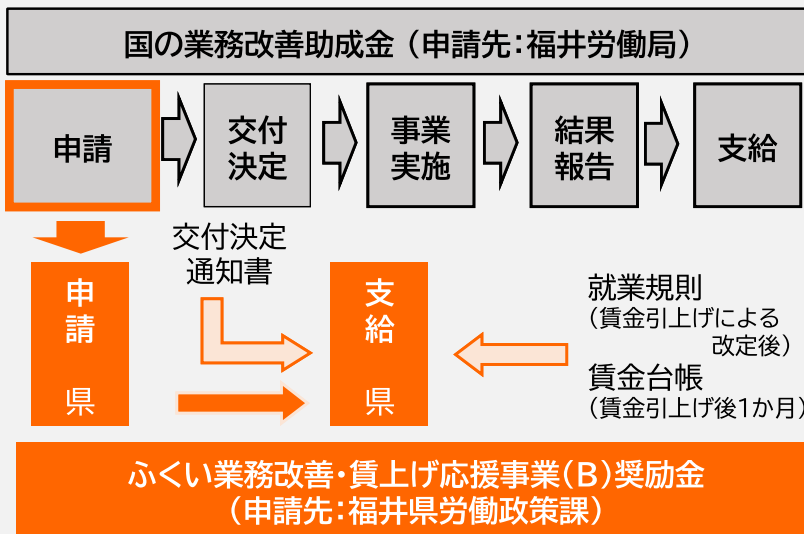 国の業務改善助成金（申請先：福井労働局）
申請
交付
決定
事業
実施
結果
報告
支給
交付決定
通知書
申
請
県
支
給
県
就業規則
（賃金引上げによる
改定後）
賃金台帳
（賃金引上げ後1か月）
ふくい業務改善・賃上げ応援事業（B）奨励金
（申請先：福井県労働政策課）